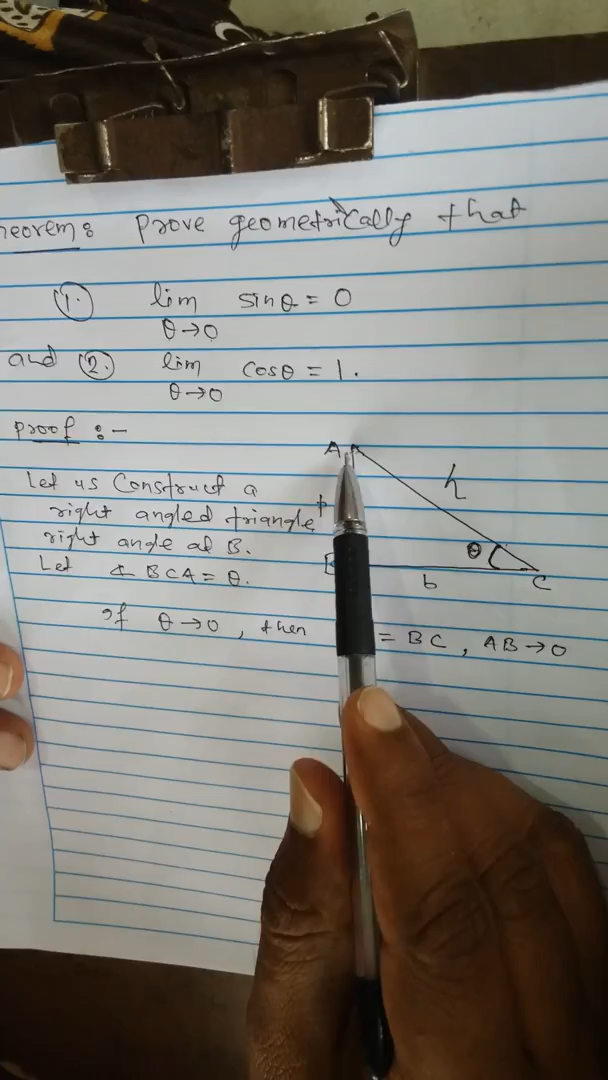 heorem: prove geometrically that
①. lim sinθ = 0
θ→0
and ②. lim cosθ = 1.
θ→0
proof :-
A
Let us Construct a
h
right angled triangle,
p
right angle at B.
θ
Let ∡ BCA = θ.
b
C
If θ→0, then = BC, AB→0